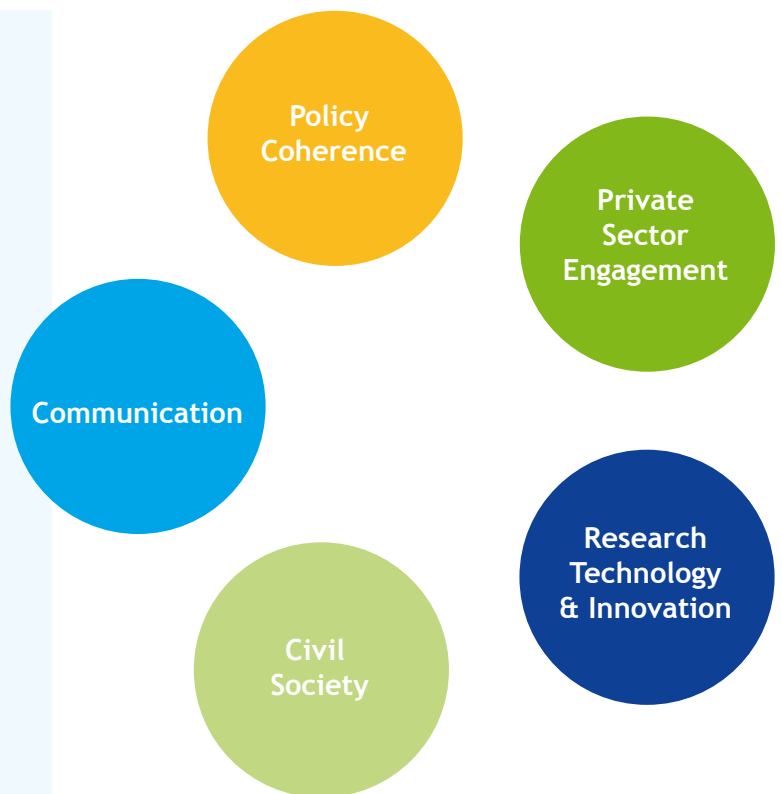 Policy
Coherence
Private
Sector
Engagement
Communication
Research
Technology
& Innovation
Civil
Society